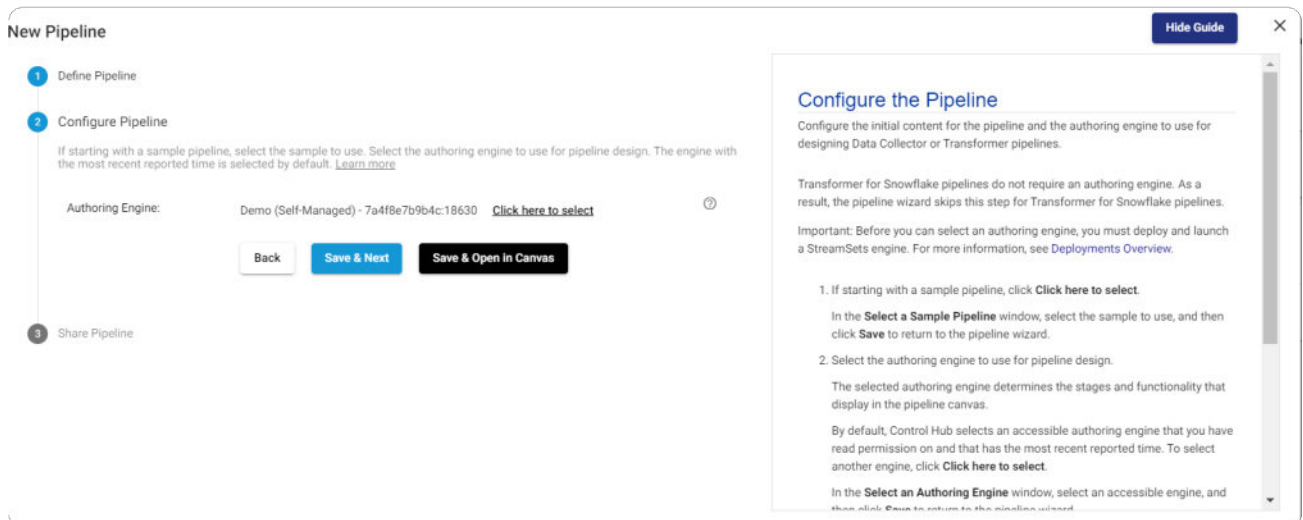 New Pipeline
Hide Guide
1 Define Pipeline
2 Configure Pipeline
If starting with a sample pipeline, select the sample to use. Select the authoring engine to use for pipeline design. The engine with
the most recent reported time is selected by default. Learn more
Authoring Engine: Demo (Self-Managed) - 7a4f8e7b9b4c:18630 Click here to select
Back Save & Next Save & Open in Canvas
3 Share Pipeline
Configure the Pipeline
Configure the initial content for the pipeline and the authoring engine to use for
designing Data Collector or Transformer pipelines.
Transformer for Snowflake pipelines do not require an authoring engine. As a
result, the pipeline wizard skips this step for Transformer for Snowflake pipelines.
Important: Before you can select an authoring engine, you must deploy and launch
a StreamSets engine. For more information, see Deployments Overview.
1. If starting with a sample pipeline, click Click here to select.
In the Select a Sample Pipeline window, select the sample to use, and then
click Save to return to the pipeline wizard.
2. Select the authoring engine to use for pipeline design.
The selected authoring engine determines the stages and functionality that
display in the pipeline canvas.
By default, Control Hub selects an accessible authoring engine that you have
read permission on and that has the most recent reported time. To select
another engine, click Click here to select.
In the Select an Authoring Engine window, select an accessible engine, and
then click Save to return to the pipeline wizard.